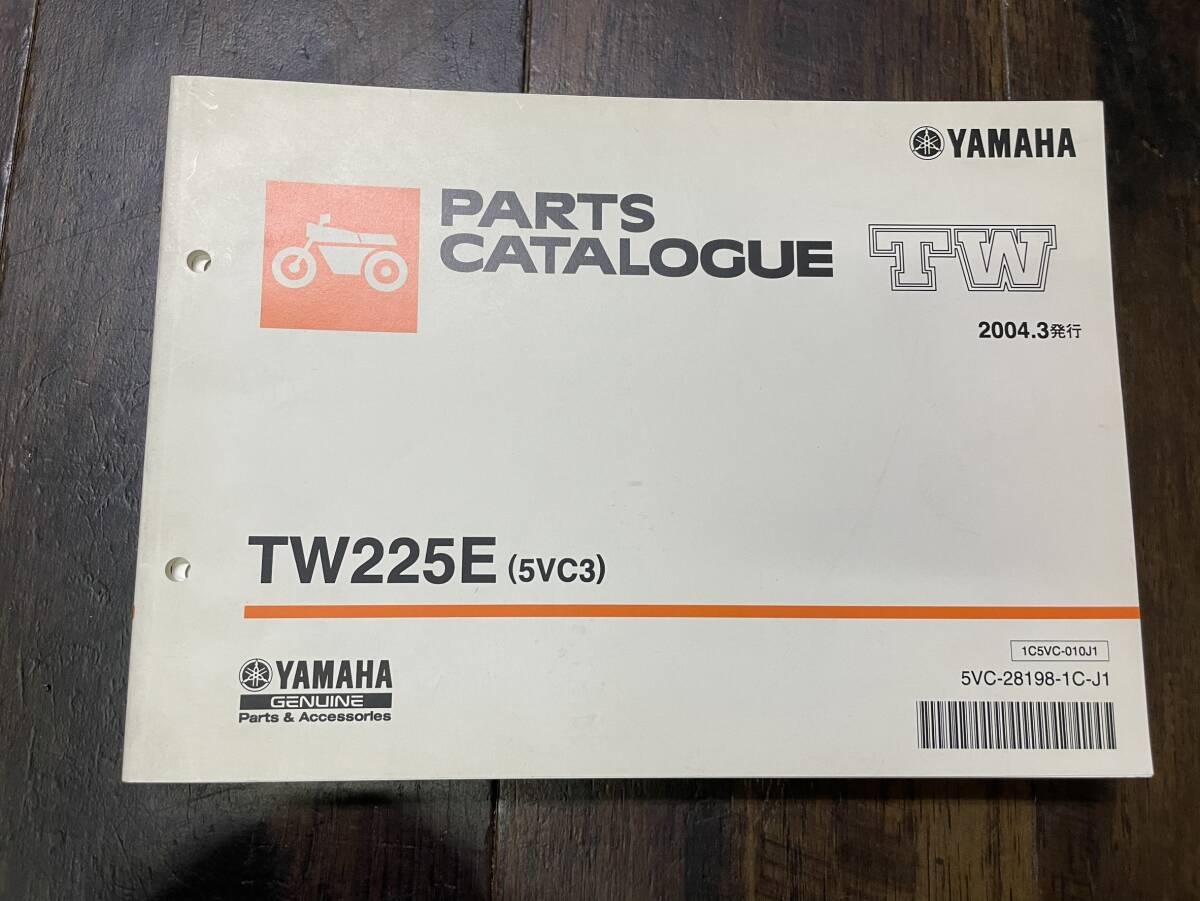 YAMAHA
PARTS
CATALOGUE
TW
2004.3発行
TW225E (5VC3)
YAMAHA
GENUINE
Parts & Accessories
1C5VC-010J1
5VC-28198-1C-J1